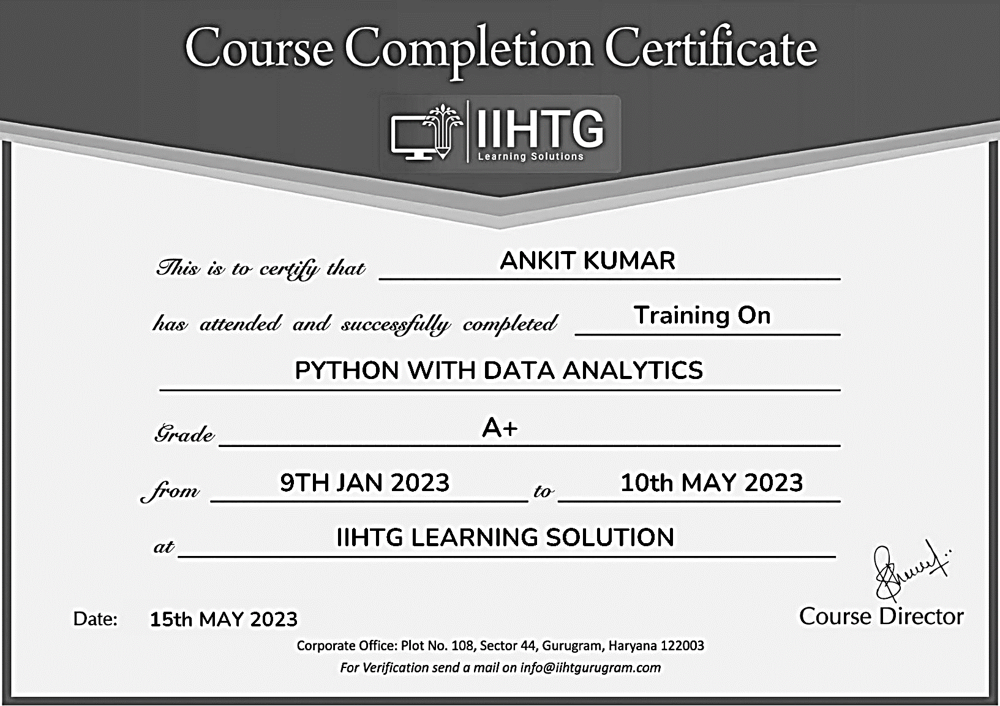 Course Completion Certificate
IIHTG
Learning Solutions
This is to certify that ANKIT KUMAR
has attended and successfully completed Training On
PYTHON WITH DATA ANALYTICS
Grade A+
from 9TH JAN 2023 to 10th MAY 2023
at IIHTG LEARNING SOLUTION
Date: 15th MAY 2023
Course Director
Corporate Office: Plot No. 108, Sector 44, Gurugram, Haryana 122003
For Verification send a mail on info@iihtgurugram.com